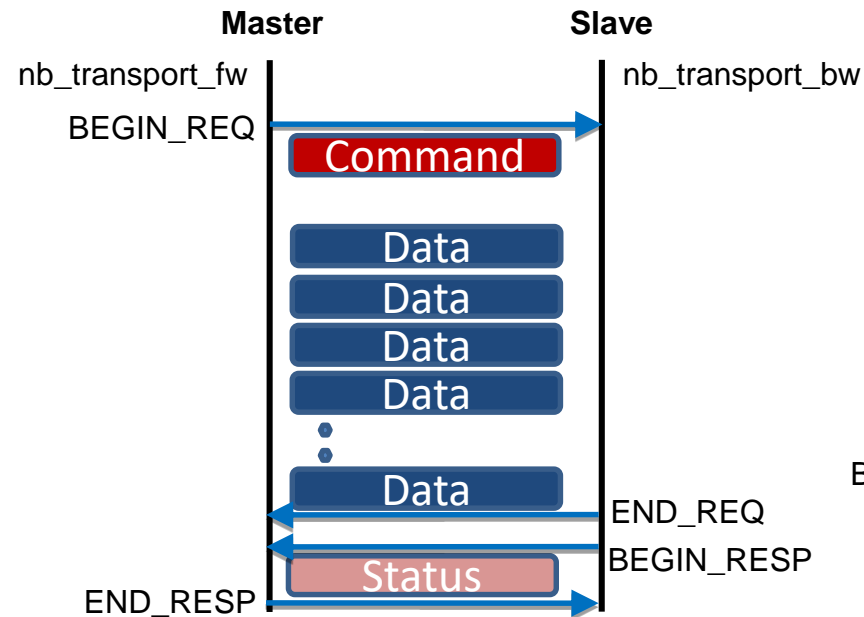 Master Slave
nb_transport_fw nb_transport_bw
BEGIN_REQ
Command
Data
Data
Data
Data
Data
END_REQ
BEGIN_RESP
Status
END_RESP